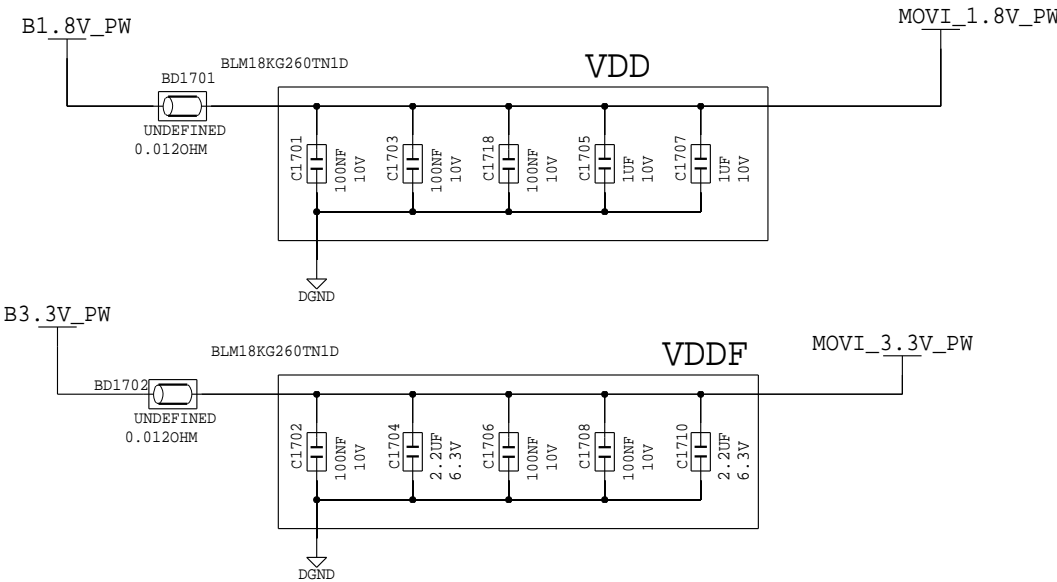 B1.8V_PW
MOVI_1.8V_PW
BLM18KG260TN1D
VDD
BD1701
UNDEFINED
0.012OHM
C1701
100NF
10V
C1703
100NF
10V
C1718
100NF
10V
C1705
1UF
10V
C1707
1UF
10V
DGND
B3.3V_PW
MOVI_3.3V_PW
BLM18KG260TN1D
VDDF
BD1702
UNDEFINED
0.012OHM
C1702
100NF
10V
C1704
2.2UF
6.3V
C1706
100NF
10V
C1708
100NF
10V
C1710
2.2UF
6.3V
DGND